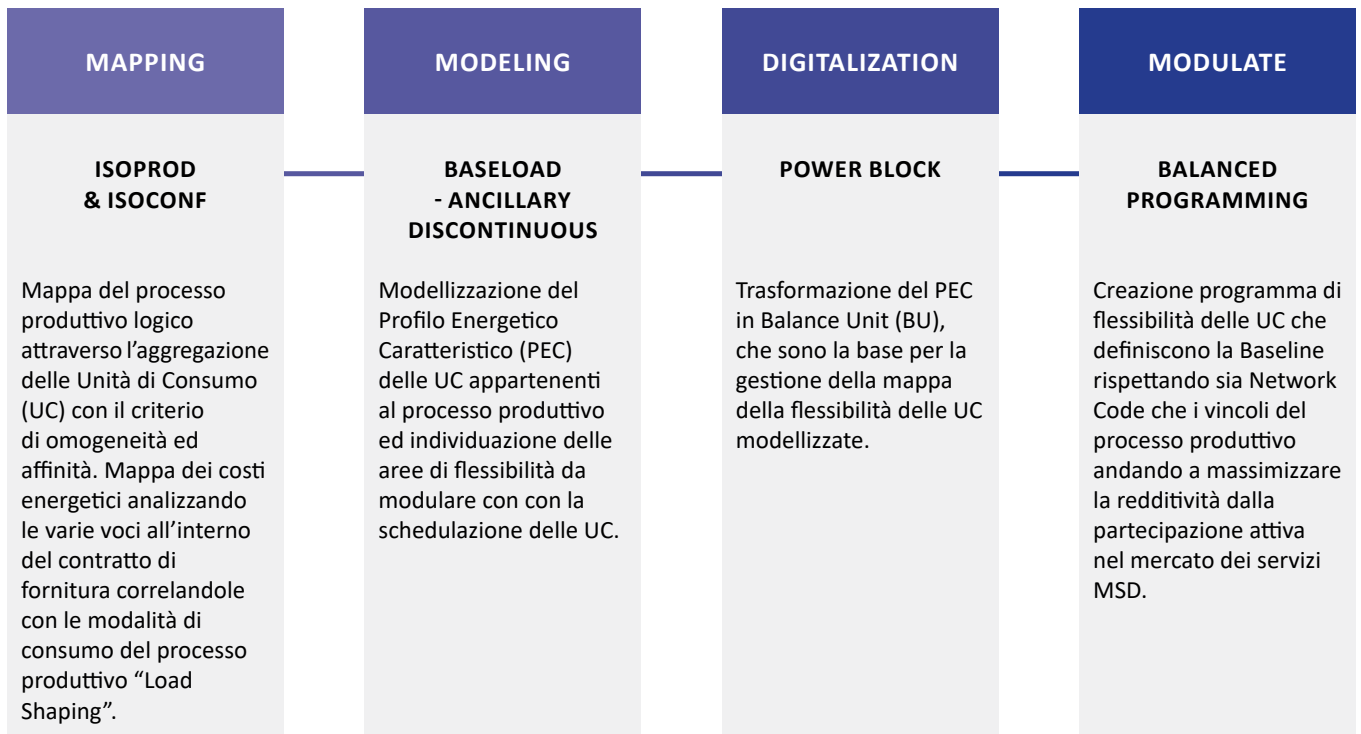 MAPPING
ISOPROD
& ISOCONF
Mappa del processo
produttivo logico
attraverso l’aggregazione
delle Unità di Consumo
(UC) con il criterio
di omogeneità ed
affinità. Mappa dei costi
energetici analizzando
le varie voci all’interno
del contratto di
fornitura correlandole
con le modalità di
consumo del processo
produttivo “Load
Shaping”.
MODELING
BASELOAD
- ANCILLARY
DISCONTINUOUS
Modellizzazione del
Profilo Energetico
Caratteristico (PEC)
delle UC appartenenti
al processo produttivo
ed individuazione delle
aree di flessibilità da
modulare con con la
schedulazione delle UC.
DIGITALIZATION
POWER BLOCK
Trasformazione del PEC
in Balance Unit (BU),
che sono la base per la
gestione della mappa
della flessibilità delle UC
modellizzate.
MODULATE
BALANCED
PROGRAMMING
Creazione programma di
flessibilità delle UC che
definiscono la Baseline
rispettando sia Network
Code che i vincoli del
processo produttivo
andando a massimizzare
la redditività dalla
partecipazione attiva
nel mercato dei servizi
MSD.